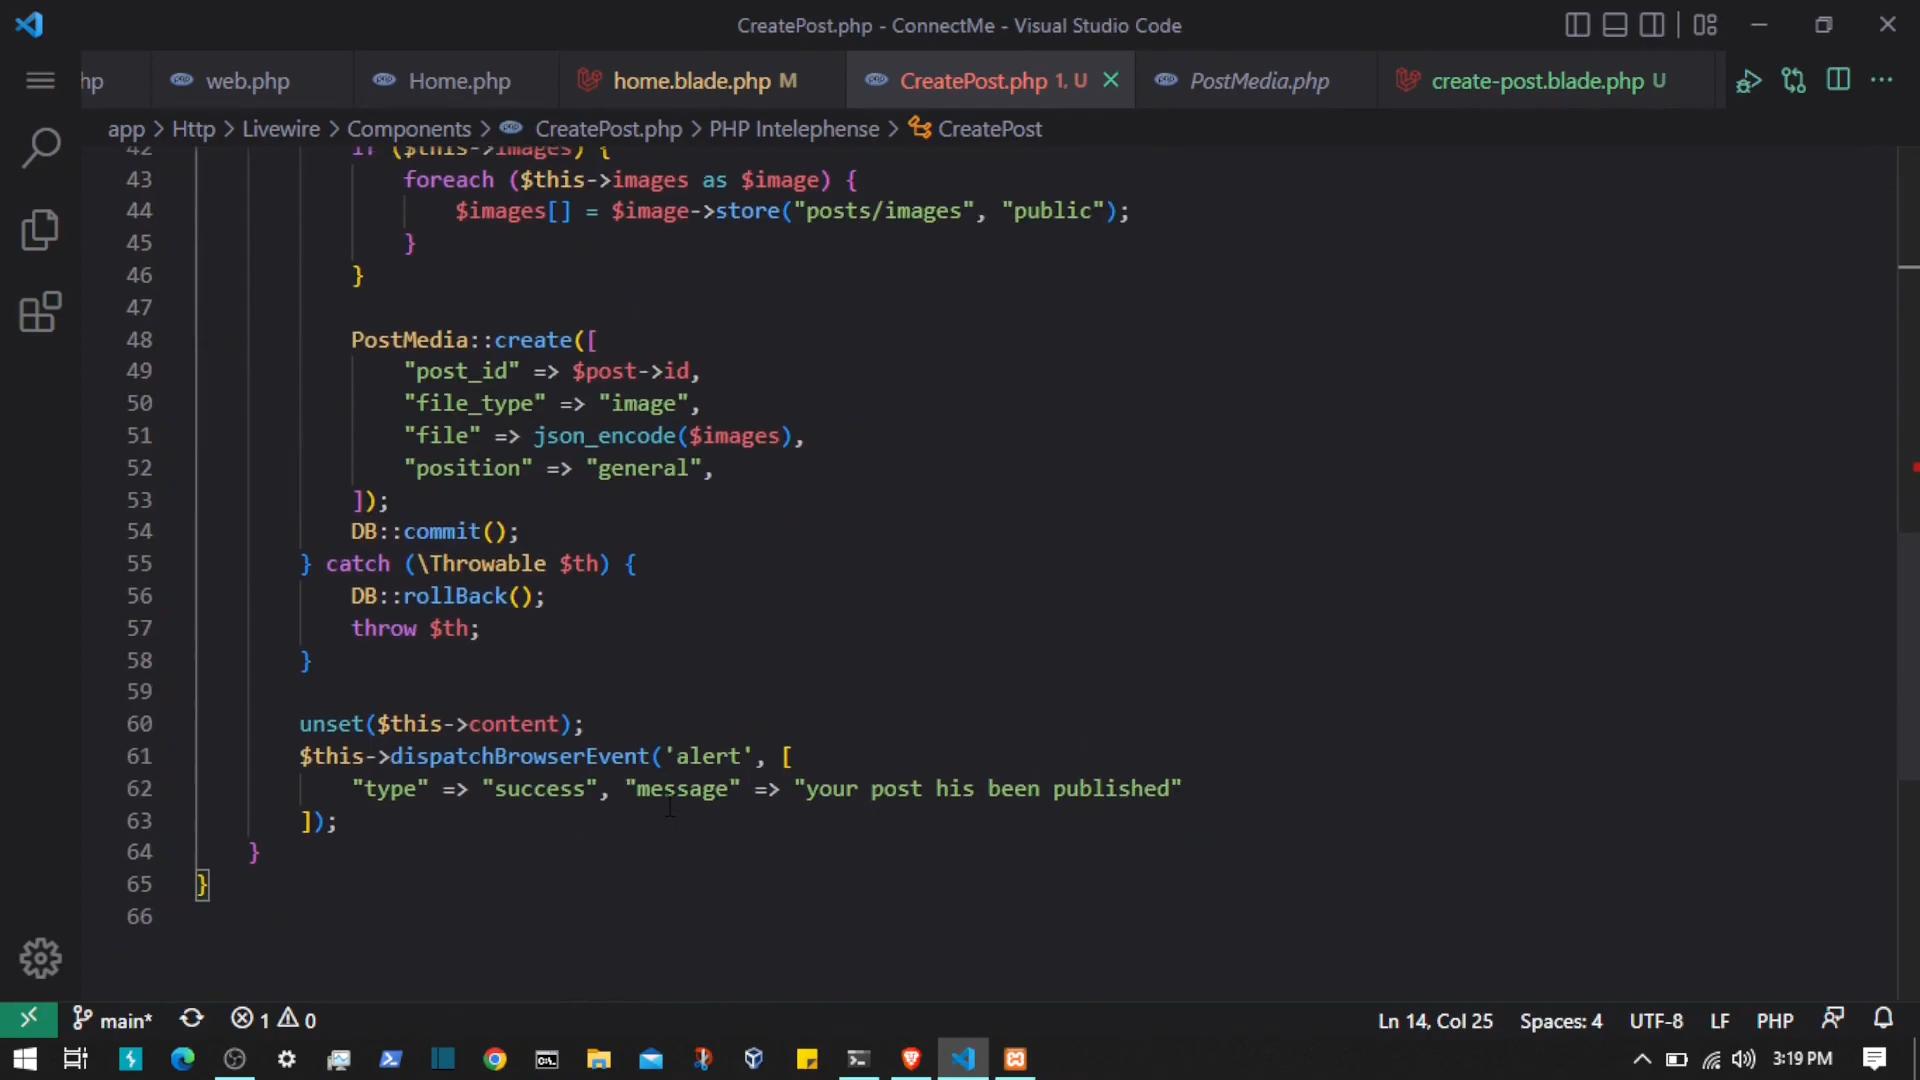 CreatePost.php - ConnectMe - Visual Studio Code
hp web.php Home.php home.blade.php M CreatePost.php 1, U PostMedia.php create-post.blade.php U
app > Http > Livewire > Components > CreatePost.php > PHP Intelephense > CreatePost
42 if ($this->images) {
43 foreach ($this->images as $image) {
44 $images[] = $image->store("posts/images", "public");
45 }
46 }
47
48 PostMedia::create([
49 "post_id" => $post->id,
50 "file_type" => "image",
51 "file" => json_encode($images),
52 "position" => "general",
53 ]);
54 DB::commit();
55 } catch (\Throwable $th) {
56 DB::rollBack();
57 throw $th;
58 }
59
60 unset($this->content);
61 $this->dispatchBrowserEvent('alert', [
62 "type" => "success", "message" => "your post his been published"
63 ]);
64 }
65 }
66
main* 1 0 Ln 14, Col 25 Spaces: 4 UTF-8 LF PHP
3:19 PM